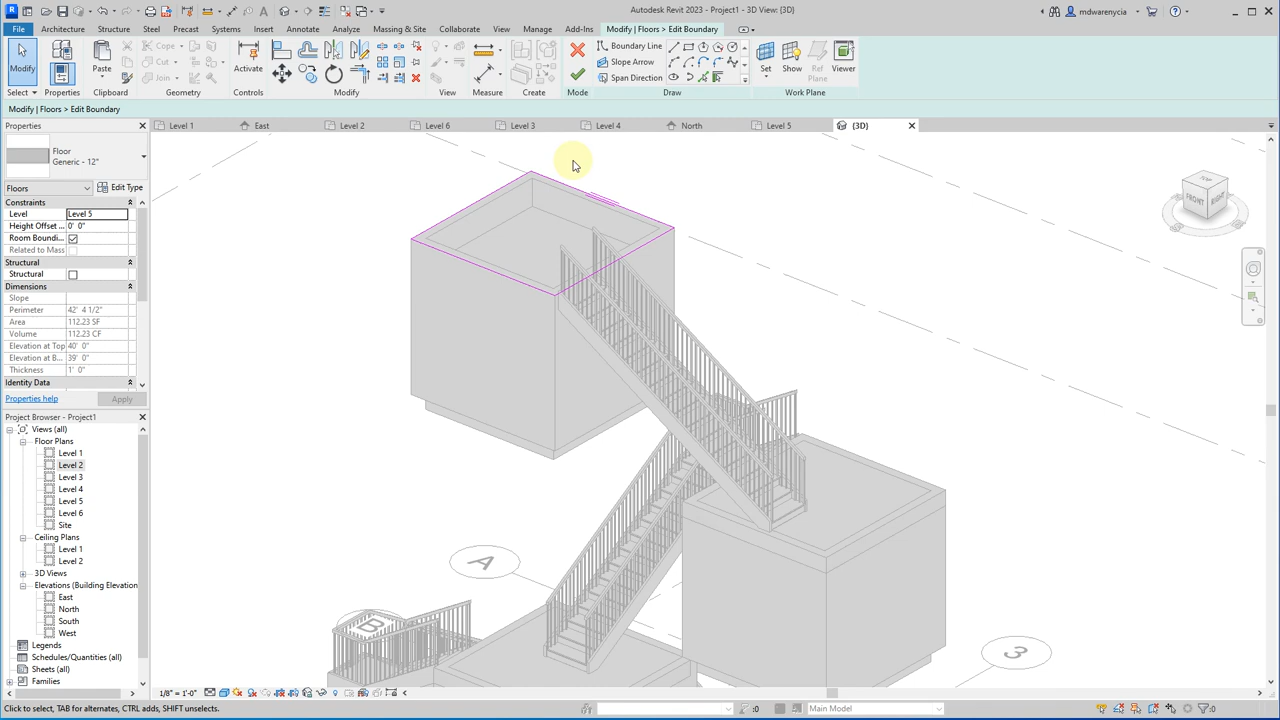 Autodesk Revit 2023 - Project1 - 3D View: {3D}
mdwarenycia
File Architecture Structure Steel Precast Systems Insert Annotate Analyze Massing & Site Collaborate View Manage Add-Ins Modify | Floors > Edit Boundary
Modify
Properties
Paste
Cope
Cut
Join
Activate
Boundary Line
Slope Arrow
Span Direction
Set Show Ref Plane Viewer
Select Properties Clipboard Geometry Controls Modify View Measure Create Mode Draw Work Plane
Modify | Floors > Edit Boundary
Properties
Level 1 East Level 2 Level 6 Level 3 Level 4 North Level 5 {3D}
Floor
Generic - 12"
Floors Edit Type
Constraints
Level Level 5
Height Offset ... 0' 0"
Room Boundi...
Related to Mass
Structural
Structural
Dimensions
Slope
Perimeter 42' 4 1/2"
Area 112.23 SF
Volume 112.23 CF
Elevation at Top 40' 0"
Elevation at B... 39' 0"
Thickness 1' 0"
Identity Data
Properties help Apply
Project Browser - Project1
Views (all)
Floor Plans
Level 1
Level 2
Level 3
Level 4
Level 5
Level 6
Site
Ceiling Plans
Level 1
Level 2
3D Views
Elevations (Building Elevation
East
North
South
West
Legends
Schedules/Quantities (all)
Sheets (all)
Families
TOP
FRONT
RIGHT
A
B
3
1/8" = 1'-0"
Click to select, TAB for alternates, CTRL adds, SHIFT unselects.
:0
Main Model
:0